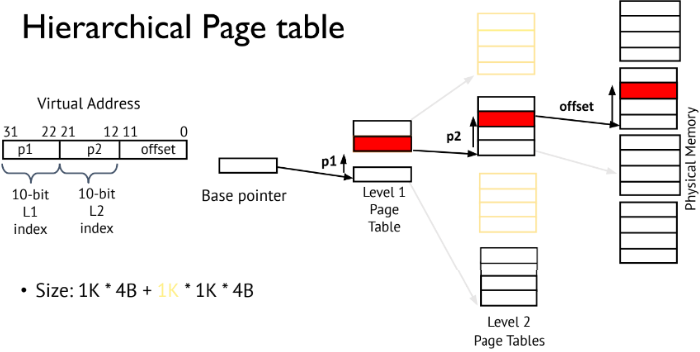 Hierarchical Page table
Virtual Address
31 22 21 12 11 0
p1 p2 offset
10-bit
L1
index
10-bit
L2
index
Base pointer
p1
Level 1
Page
Table
p2
Level 2
Page Tables
offset
Physical Memory
• Size: 1K * 4B + 1K * 1K * 4B